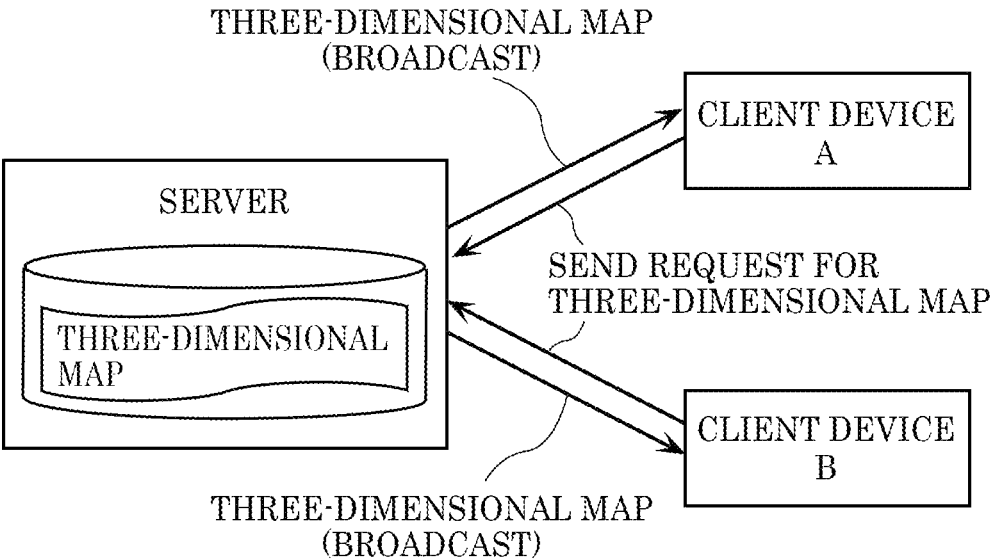 THREE-DIMENSIONAL MAP
(BROADCAST)
CLIENT DEVICE
A
SERVER
SEND REQUEST FOR
THREE-DIMENSIONAL MAP
THREE-DIMENSIONAL
MAP
CLIENT DEVICE
B
THREE-DIMENSIONAL MAP
(BROADCAST)